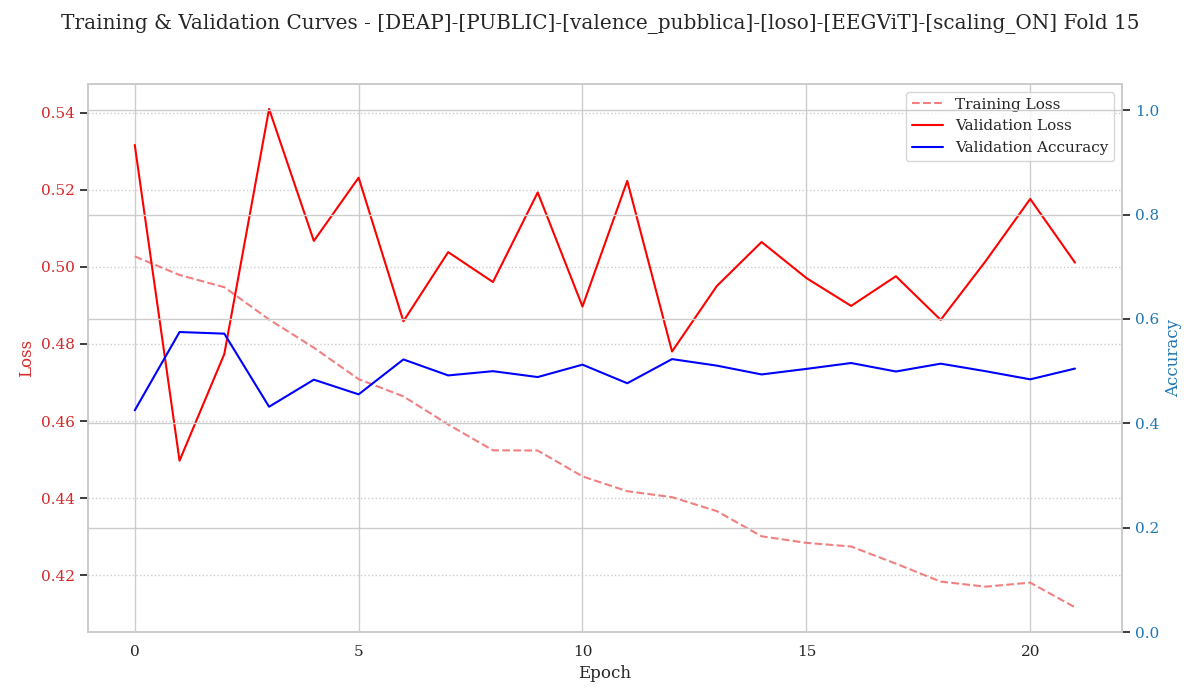 Training & Validation Curves - [DEAP]-[PUBLIC]-[valence_pubblica]-[loso]-[EEGViT]-[scaling_ON] Fold 15
Training Loss
Validation Loss
Validation Accuracy
Loss
0.54
0.52
0.50
0.48
0.46
0.44
0.42
1.0
0.8
0.6
0.4
0.2
0.0
Accuracy
0
5
10
15
20
Epoch